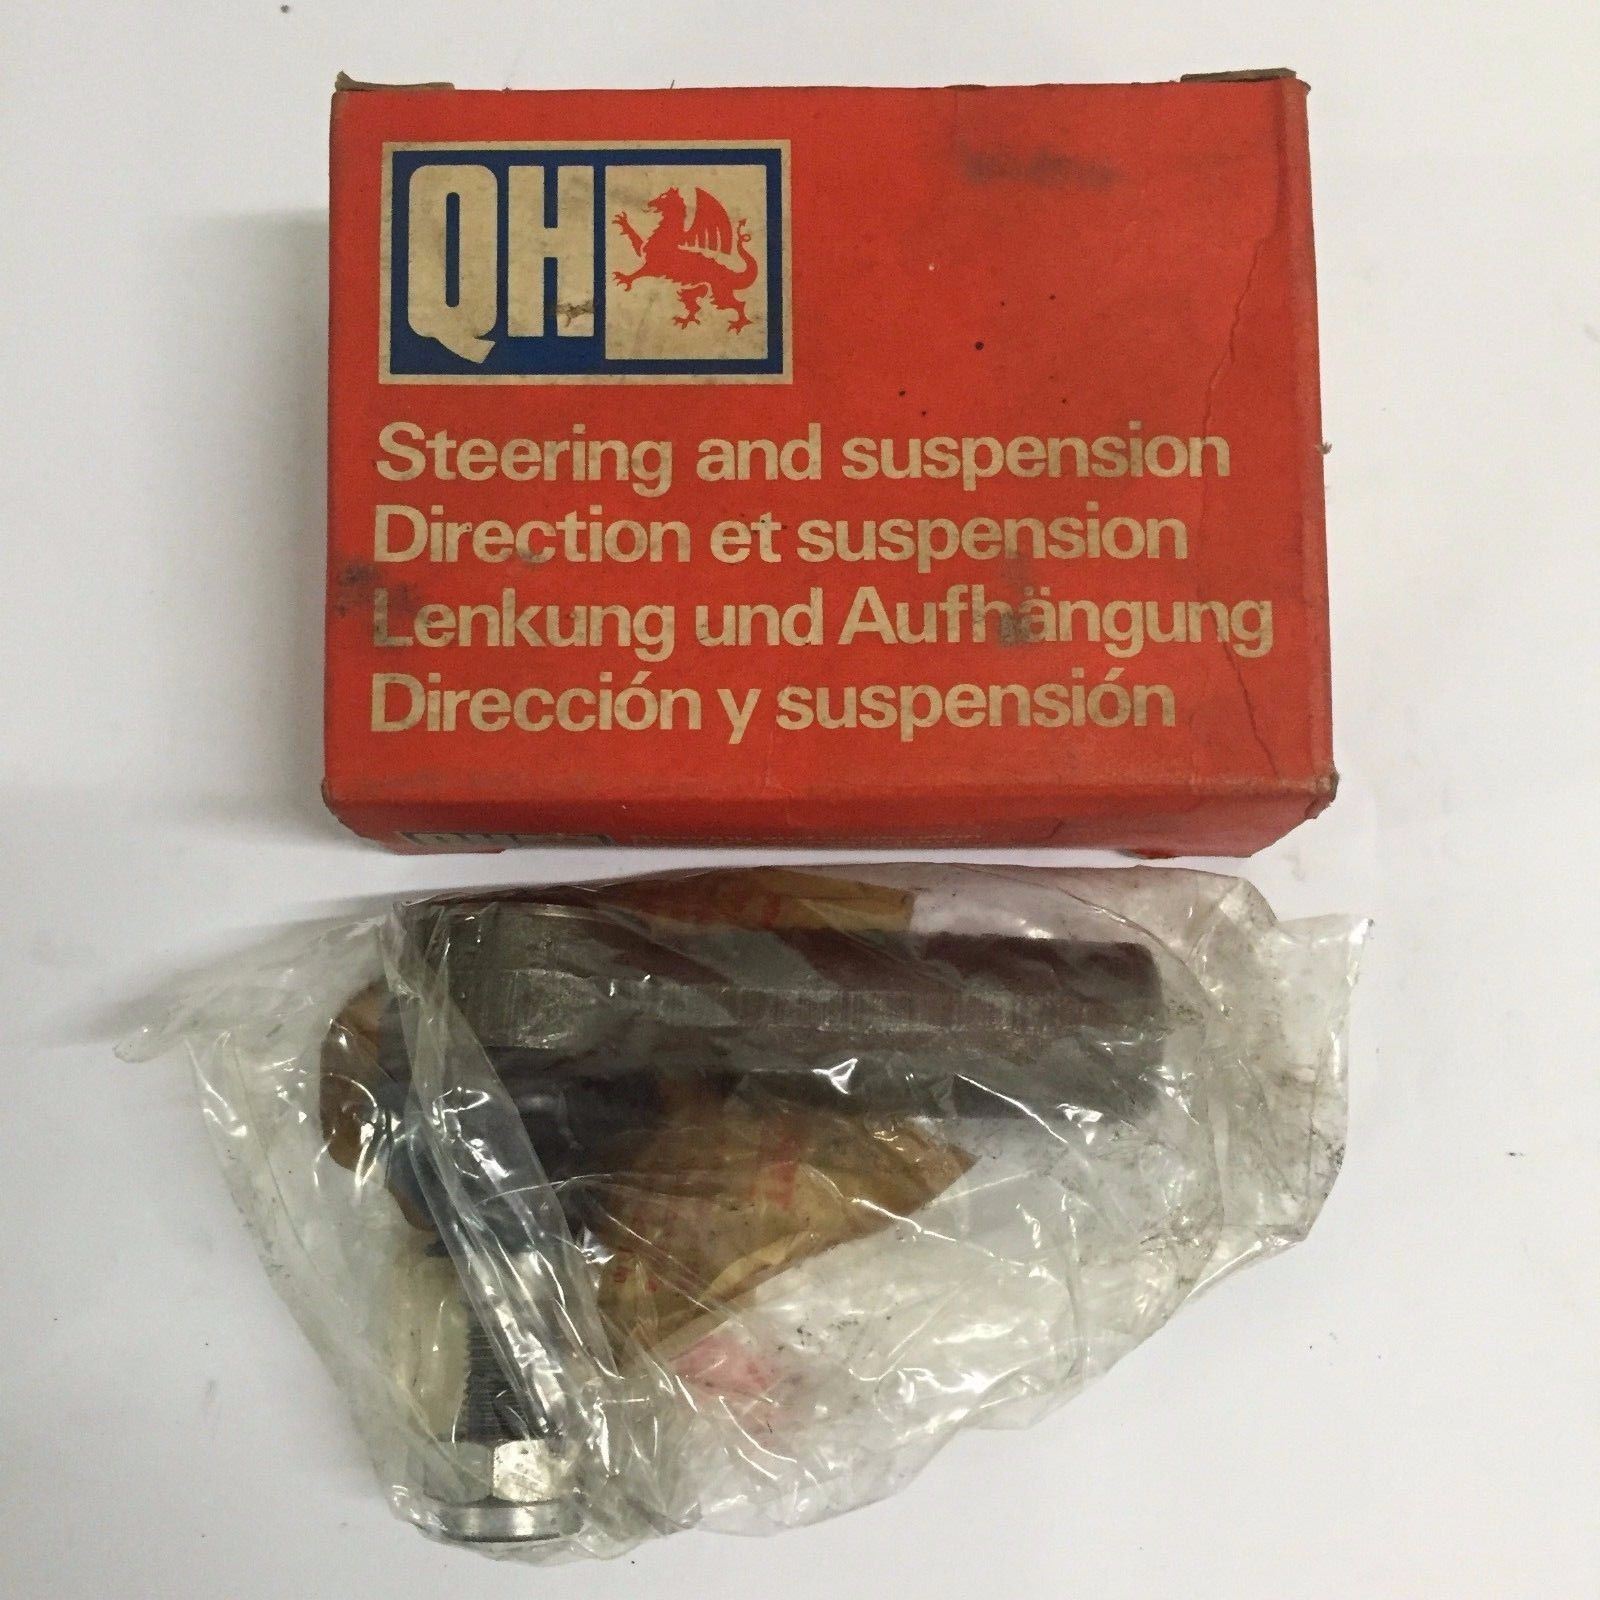 QH
Steering and suspension
Direction et suspension
Lenkung und Aufhängung
Dirección y suspensión